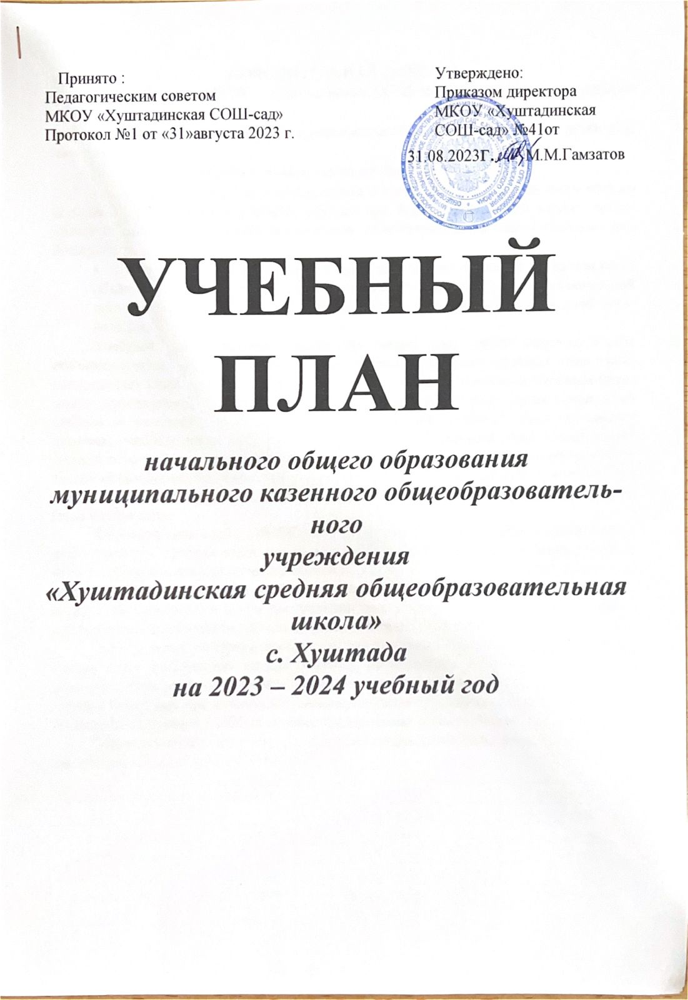 Принято :
Педагогическим советом
МКОУ «Хуштадинская СОШ-сад»
Протокол №1 от «31»августа 2023 г.
Утверждено:
Приказом директора
МКОУ «Хуштадинская
СОШ-сад» №41от
31.08.2023г. М.М.Гамзатов
УЧЕБНЫЙ
ПЛАН
начального общего образования
муниципального казенного общеобразователь-
ного
учреждения
«Хуштадинская средняя общеобразовательная
школа»
с. Хуштада
на 2023 – 2024 учебный год